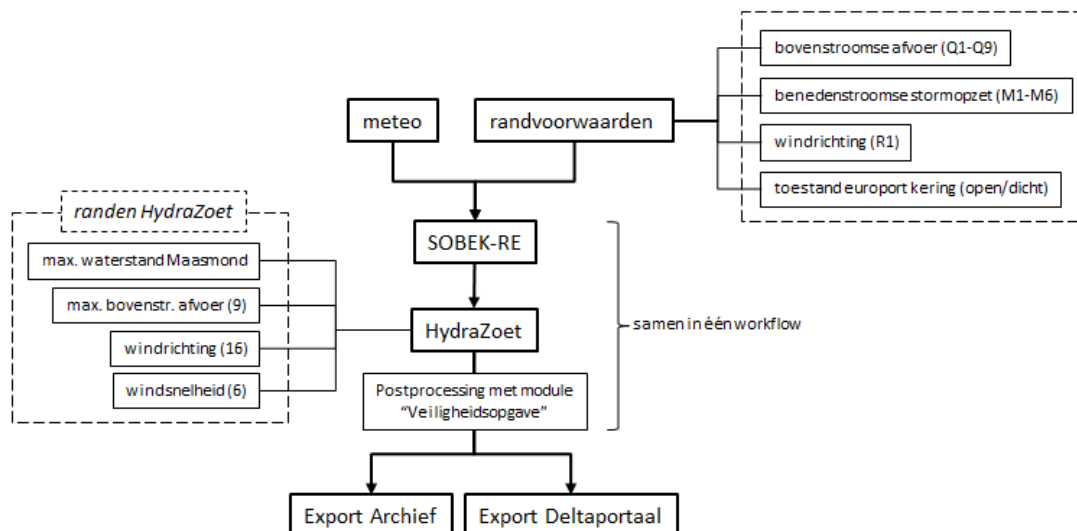 bovenstroomse afvoer (Q1-Q9)
benedenstroomse stormopzet (M1-M6)
meteo
randvoorwaarden
windrichting (R1)
toestand europort kering (open/dicht)
randen HydraZoet
SOBEK-RE
max. waterstand Maasmond
max. bovenstr. afvoer (9)
HydraZoet
samen in één workflow
windrichting (16)
windsnelheid (6)
Postprocessing met module
"Veiligheidsopgave"
Export Archief
Export Deltaportaal